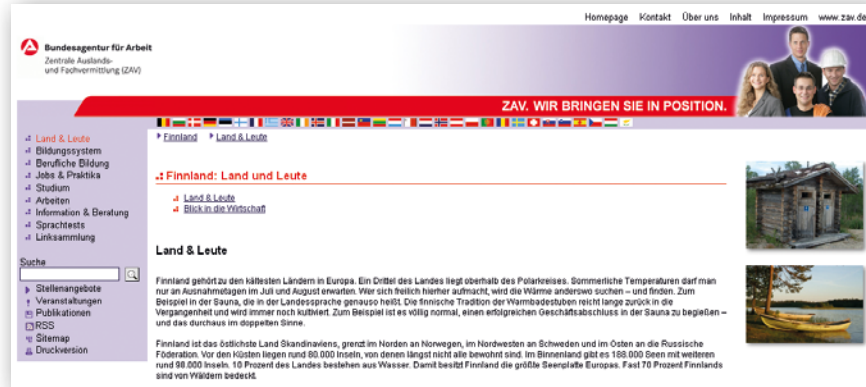 Homepage Kontakt Über uns Inhalt Impressum www.zav.de
Bundesagentur für Arbeit
Zentrale Auslands-
und Fachvermittlung (ZAV)
ZAV. WIR BRINGEN SIE IN POSITION.
Finnland Land & Leute
Land & Leute
Bildungssystem
Berufliche Bildung
Jobs & Praktika
Studium
Arbeiten
Information & Beratung
Sprachtests
Linksammlung
Suche
Stellenangebote
Veranstaltungen
Publikationen
RSS
Sitemap
Druckversion
Finnland: Land und Leute
Land & Leute
Blick in die Wirtschaft
Land & Leute
Finnland gehört zu den kältesten Ländern in Europa. Ein Drittel des Landes liegt oberhalb des Polarkreises. Sommerliche Temperaturen darf man
nur an Ausnahmetagen im Juli und August erwarten. Wer sich freilich hierher aufmacht, wird die Wärme anderswo suchen – und finden. Zum
Beispiel in der Sauna, die in der Landessprache genauso heißt. Die finnische Tradition der Warmbadestuben reicht lange zurück in die
Vergangenheit und wird immer noch kultiviert. Zum Beispiel ist es völlig normal, einen erfolgreichen Geschäftsabschluss in der Sauna zu begießen –
und das durchaus im doppelten Sinne.
Finnland ist das östlichste Land Skandinaviens, grenzt im Norden an Norwegen, im Nordwesten an Schweden und im Osten an die Russische
Föderation. Vor den Küsten liegen rund 80.000 Inseln, von denen längst nicht alle bewohnt sind. Im Binnenland gibt es 188.000 Seen mit weiteren
rund 98.000 Inseln. 10 Prozent des Landes bestehen aus Wasser. Damit besitzt Finnland die größte Seenplatte Europas. Fast 70 Prozent Finnlands
sind von Wäldern bedeckt.